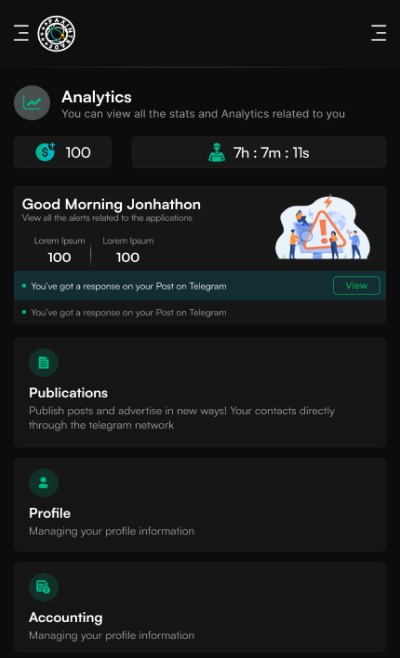 Analytics
You can view all the stats and Analytics related to you
100
7h : 7m : 11s
Good Morning Jonhathon
View all the alerts related to the applications
Lorem Ipsum
Lorem Ipsum
100
100
You've got a response on your Post on Telegram
View
You've got a response on your Post on Telegram
Publications
Publish posts and advertise in new ways! Your contacts directly
through the telegram network
Profile
Managing your profile information
Accounting
Managing your profile information